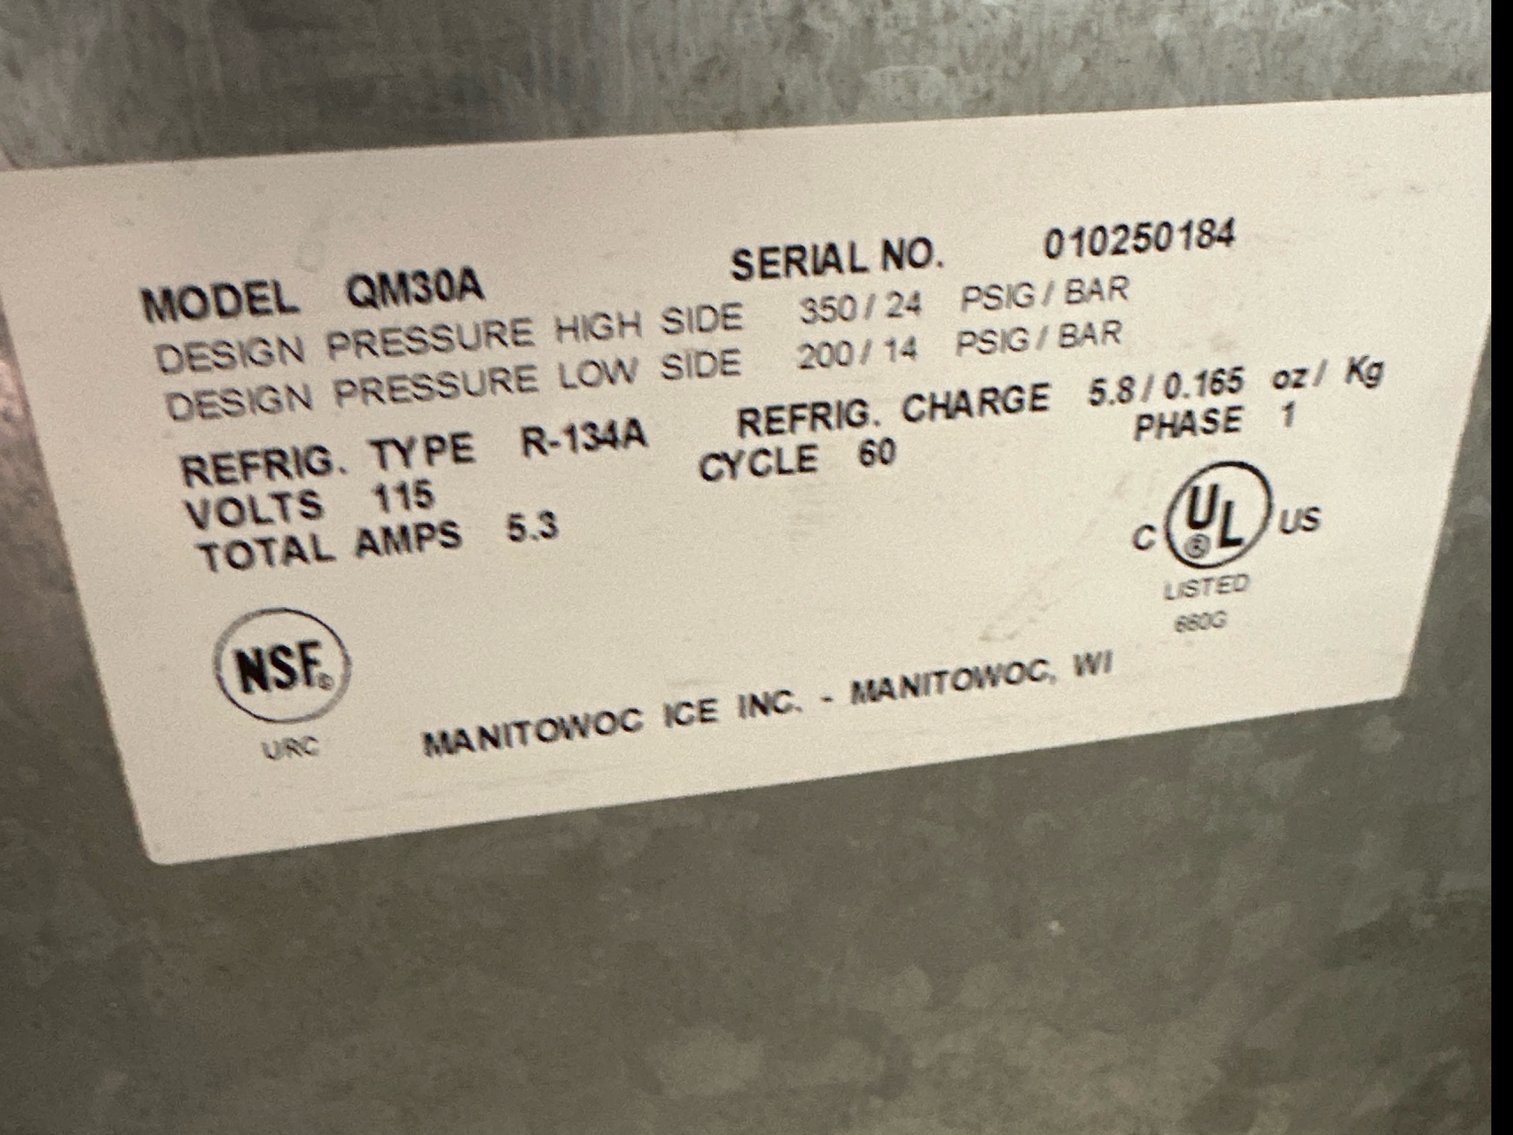 MODEL QM30A SERIAL NO. 010250184
DESIGN PRESSURE HIGH SIDE 350 / 24 PSIG / BAR
DESIGN PRESSURE LOW SIDE 200 / 14 PSIG / BAR
REFRIG. TYPE R-134A REFRIG. CHARGE 5.8 / 0.165 oz / Kg
VOLTS 115 CYCLE 60 PHASE 1
TOTAL AMPS 5.3
C UL ® US
LISTED
660G
NSF®
URC
MANITOWOC ICE INC. - MANITOWOC, WI